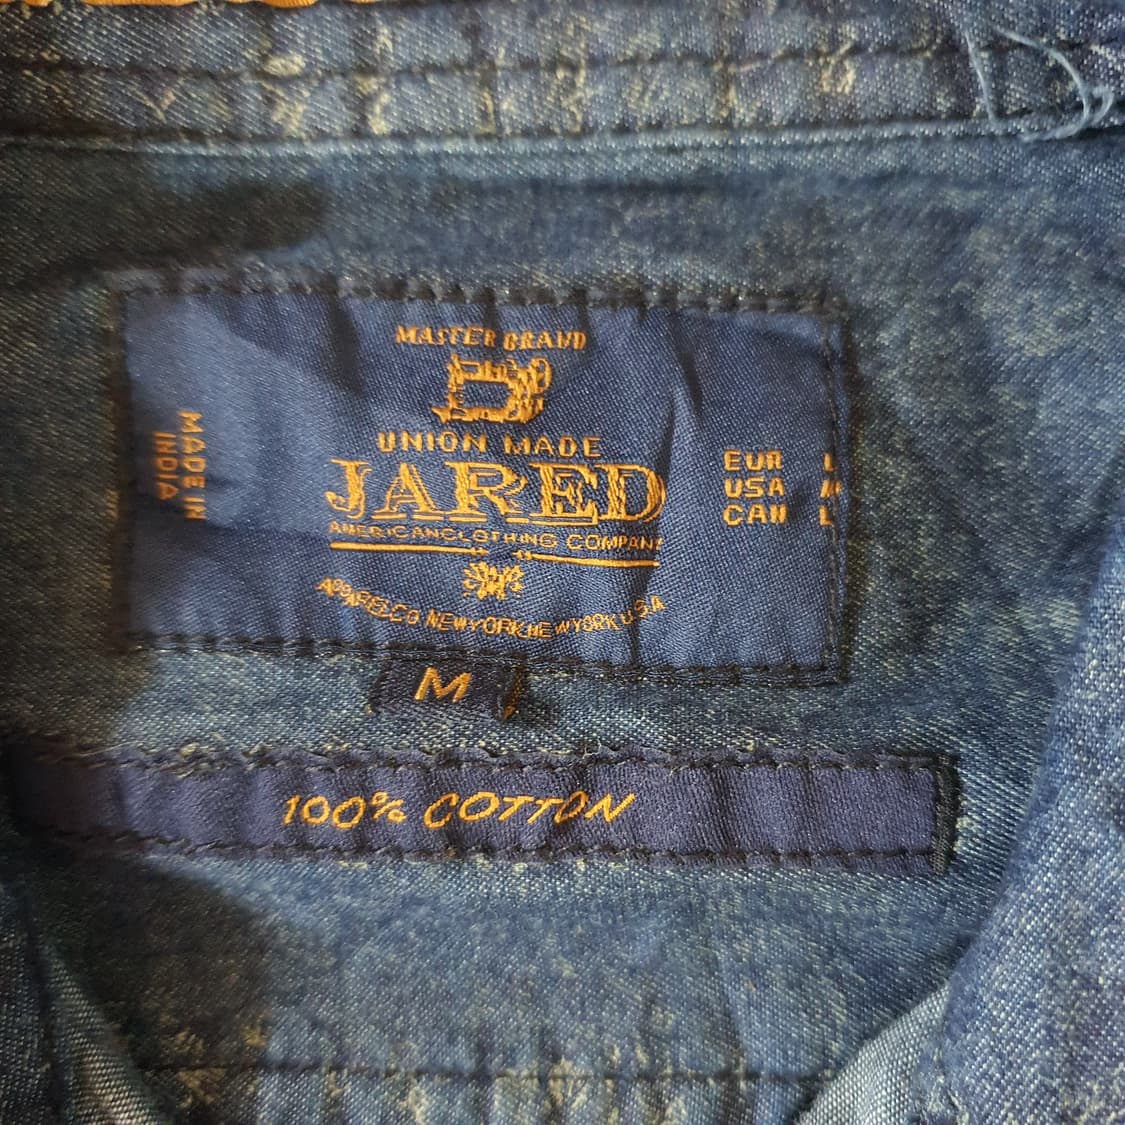 MASTER BRAND
UNION MADE
JARED
AMERICANCLOTHING COMPANY
APPARELCO NEWYORK.NEWYORK U.S.A
MADE IN
INDIA
EUR L
USA M
CAN L
M
100% COTTON